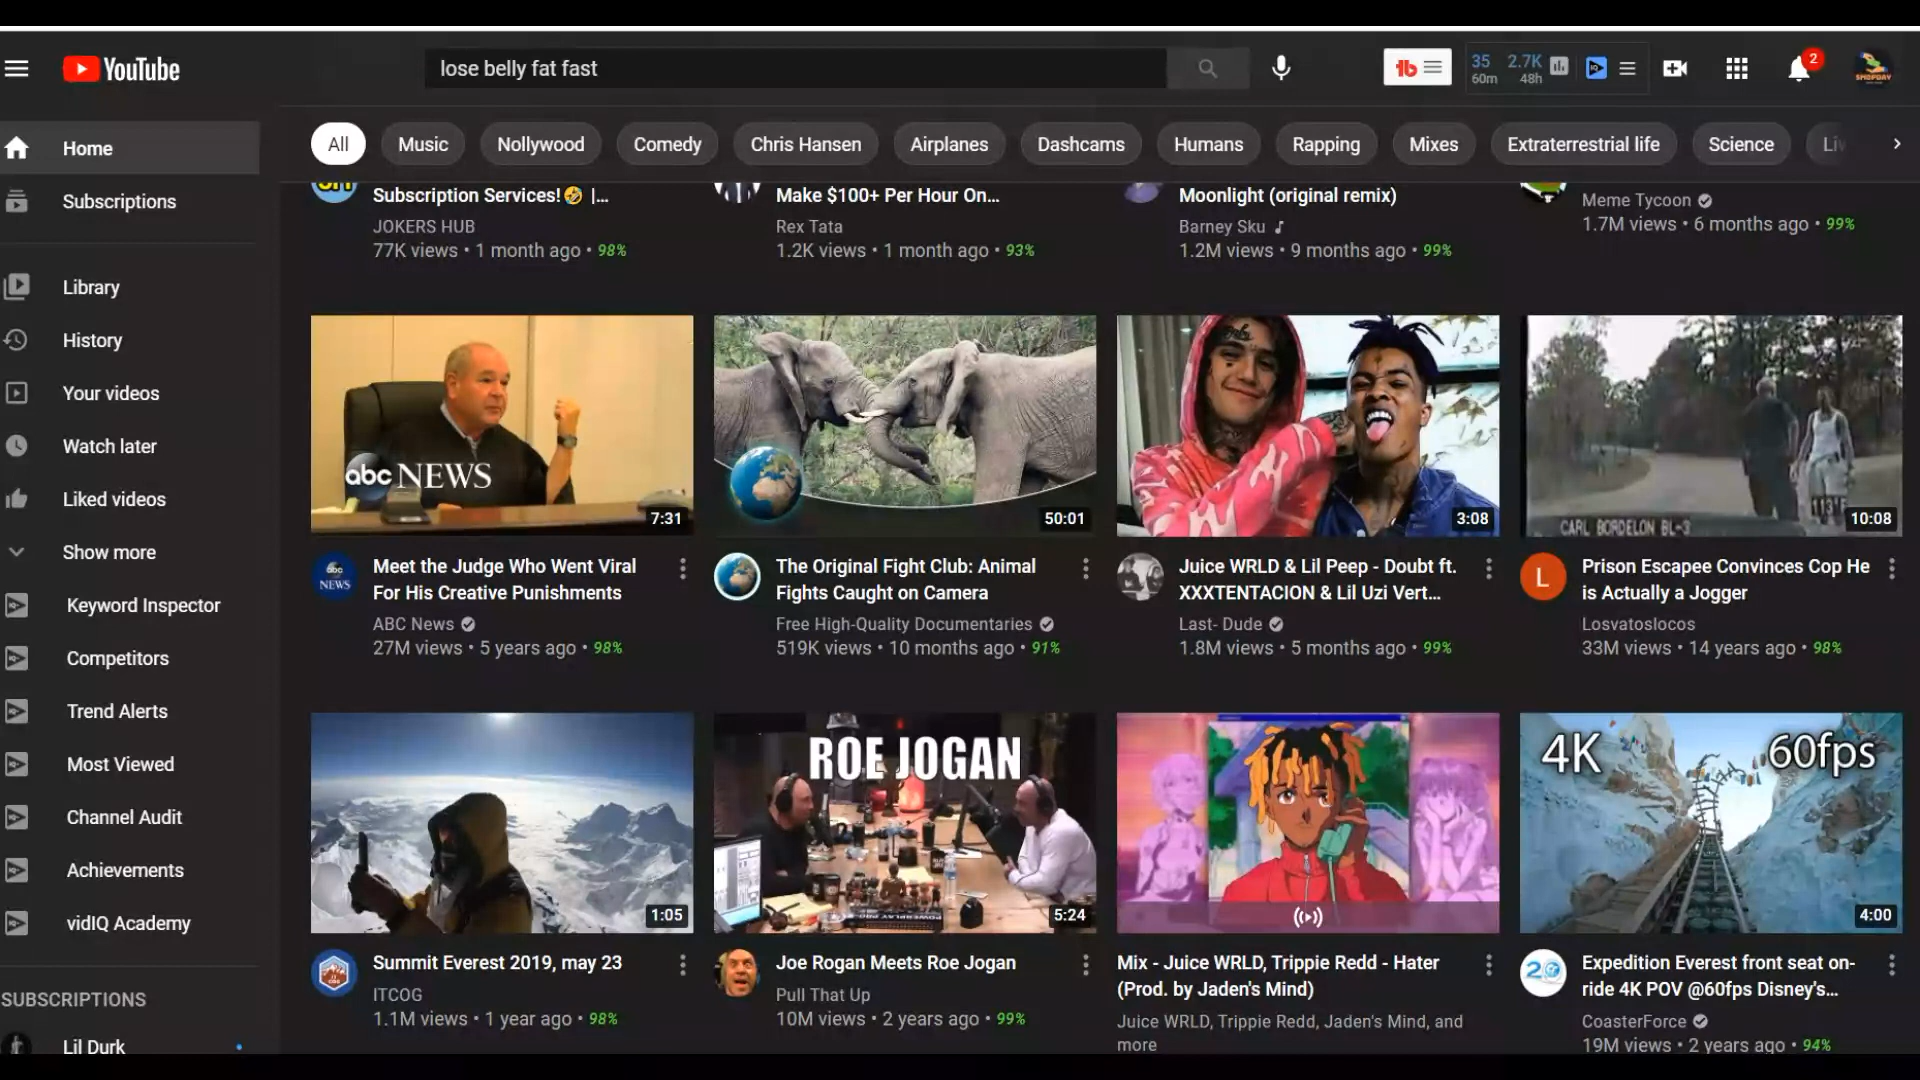 YouTube
lose belly fat fast
35 2.7K
60m 48h
2
Home
Subscriptions
Library
History
Your videos
Watch later
Liked videos
Show more
Keyword Inspector
Competitors
Trend Alerts
Most Viewed
Channel Audit
Achievements
vidIQ Academy
SUBSCRIPTIONS
Lil Durk
All Music Nollywood Comedy Chris Hansen Airplanes Dashcams Humans Rapping Mixes Extraterrestrial life Science
Subscription Services!🤣 |...
JOKERS HUB
77K views • 1 month ago • 98%
Make $100+ Per Hour On...
Rex Tata
1.2K views • 1 month ago • 93%
Moonlight (original remix)
Barney Sku
1.2M views • 9 months ago • 99%
Meme Tycoon
1.7M views • 6 months ago • 99%
abc NEWS
7:31
abc
NEWS
Meet the Judge Who Went Viral
For His Creative Punishments
ABC News
27M views • 5 years ago • 98%
50:01
The Original Fight Club: Animal
Fights Caught on Camera
Free High-Quality Documentaries
519K views • 10 months ago • 91%
3:08
Juice WRLD & Lil Peep - Doubt ft.
XXXTENTACION & Lil Uzi Vert...
Last- Dude
1.8M views • 5 months ago • 99%
CARL BORDELON BL-3
10:08
L
Prison Escapee Convinces Cop He
is Actually a Jogger
Losvatoslocos
33M views • 14 years ago • 98%
1:05
Summit Everest 2019, may 23
ITCOG
1.1M views • 1 year ago • 98%
ROE JOGAN
5:24
Joe Rogan Meets Roe Jogan
Pull That Up
10M views • 2 years ago • 99%
Mix - Juice WRLD, Trippie Redd - Hater
(Prod. by Jaden's Mind)
Juice WRLD, Trippie Redd, Jaden's Mind, and
more
4K 60fps
4:00
Expedition Everest front seat on-
ride 4K POV @60fps Disney's...
CoasterForce
19M views • 2 years ago • 94%